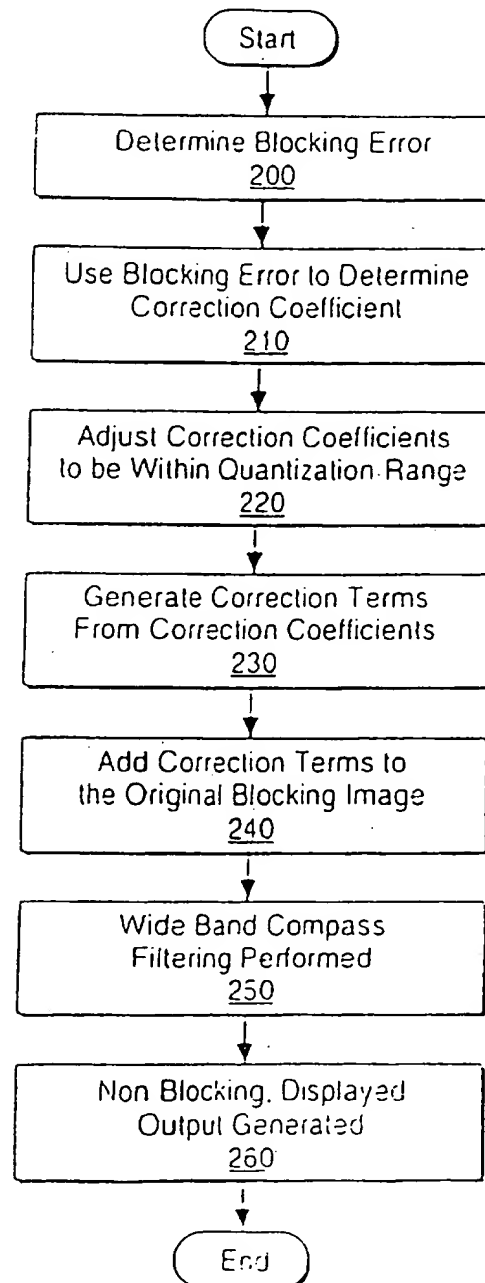 Start
Determine Blocking Error
200
Use Blocking Error to Determine
Correction Coefficient
210
Adjust Correction Coefficients
to be Within Quantization Range
220
Generate Correction Terms
From Correction Coefficients
230
Add Correction Terms to
the Original Blocking Image
240
Wide Band Compass
Filtering Performed
250
Non Blocking, Displayed
Output Generated
260
End